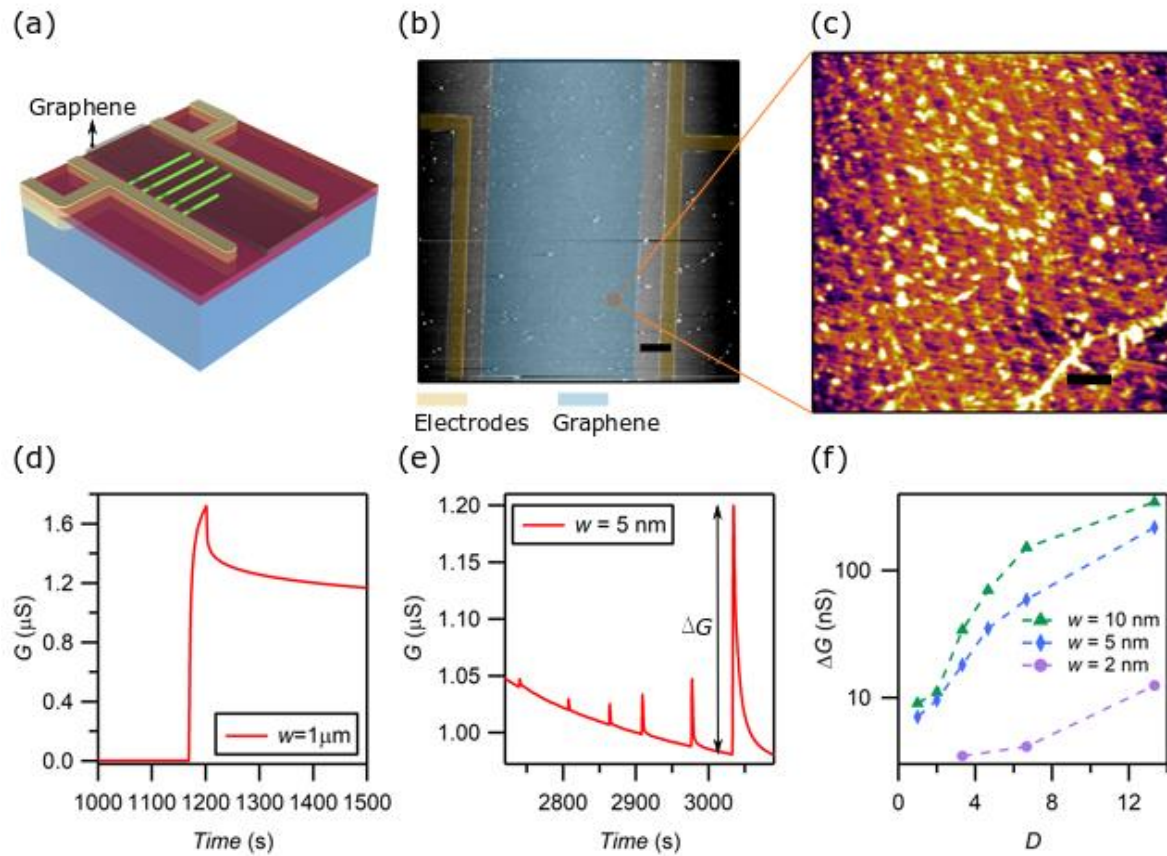 (a)
Graphene
(b)
Electrodes
Graphene
(c)
(d)
G (μS)
1.6
1.2
0.8
0.4
0.0
w=1μm
1000 1100 1200 1300 1400 1500
Time (s)
(e)
G (μS)
1.20
1.15
1.10
1.05
1.00
w = 5 nm
ΔG
2800 2900 3000
Time (s)
(f)
ΔG (nS)
100
10
w = 10 nm
w = 5 nm
w = 2 nm
0 4 8 12
D